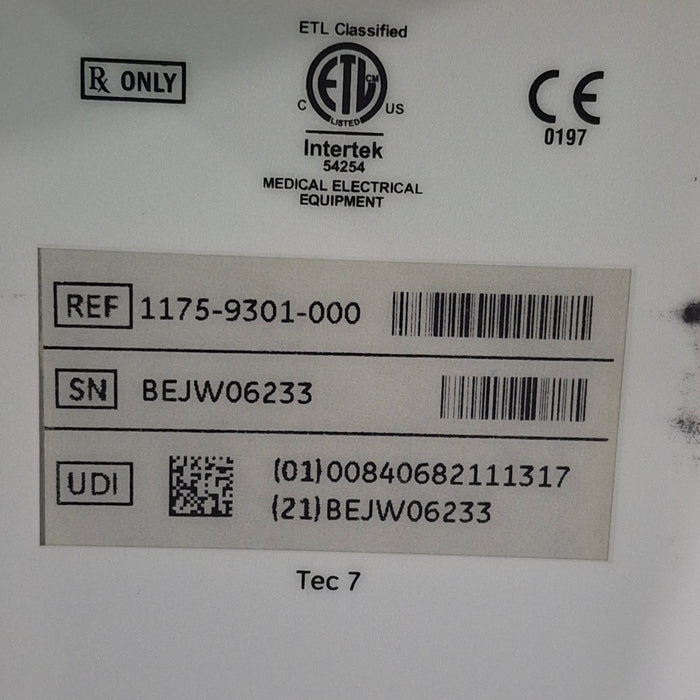 ETL Classified
℞ ONLY
ETL CM
C US
LISTED
CE
Intertek
0197
54254
MEDICAL ELECTRICAL
EQUIPMENT
REF 1175-9301-000
SN BEJW06233
UDI (01)00840682111317
(21)BEJW06233
Tec 7